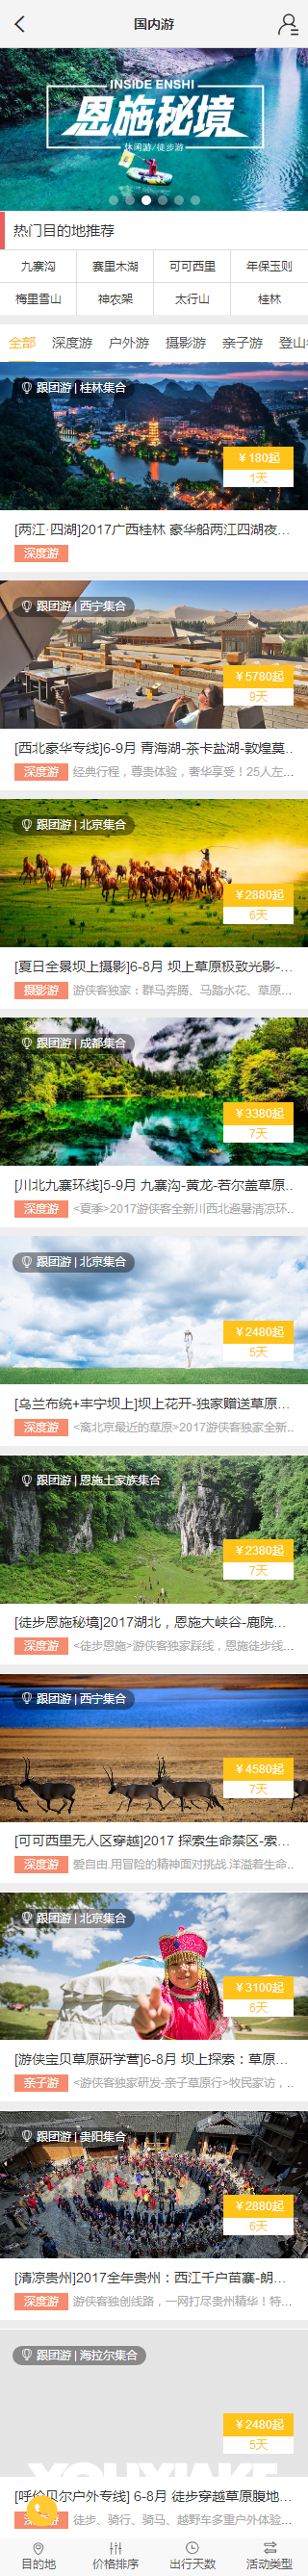 国内游
INSIDE ENSHI
恩施秘境
休闲游/徒步游
热门目的地推荐
九寨沟 赛里木湖 可可西里 年保玉则
梅里雪山 神农架 太行山 桂林
全部 深度游 户外游 摄影游 亲子游 登山
跟团游 | 桂林集合
￥180起
1天
[两江·四湖]2017广西桂林 豪华船两江四湖夜...
深度游
跟团游 | 西宁集合
￥5780起
9天
[西北豪华专线]6-9月 青海湖-茶卡盐湖-敦煌莫..
深度游 经典行程，尊贵体验，奢华享受！25人左...
跟团游 | 北京集合
￥2880起
6天
[夏日全景坝上摄影]6-8月 坝上草原极致光影-...
摄影游 游侠客独家：群马奔腾、马踏水花、草原...
跟团游 | 成都集合
￥3380起
7天
[川北九寨环线]5-9月 九寨沟-黄龙-若尔盖草原..
深度游 <夏季>2017游侠客全新川西北避暑清凉环...
跟团游 | 北京集合
￥2480起
5天
[乌兰布统+丰宁坝上]坝上花开-独家赠送草原...
深度游 <离北京最近的草原>2017游侠客独家全新...
跟团游 | 恩施土家族集合
￥2380起
7天
[徒步恩施秘境]2017湖北，恩施大峡谷-鹿院...
深度游 <徒步恩施>游侠客独家踩线，恩施徒步线...
跟团游 | 西宁集合
￥4580起
7天
[可可西里无人区穿越]2017 探索生命禁区-索...
深度游 爱自由.用冒险的精神面对挑战.洋溢着生命..
跟团游 | 北京集合
￥3100起
6天
[游侠宝贝草原研学营]6-8月 坝上探索：草原...
亲子游 <游侠客独家研发-亲子草原行>牧民家访，..
跟团游 | 贵阳集合
￥2880起
6天
[清凉贵州]2017全年贵州：西江千户苗寨-朗...
深度游 游侠客独创线路，一网打尽贵州精华！特...
跟团游 | 海拉尔集合
￥2480起
5天
YOUXIAKE
[呼伦贝尔户外专线] 6-8月 徒步穿越草原腹地...
深度游 徒步、骑行、骑马、越野车多重户外体验...
目的地 价格排序 出行天数 活动类型